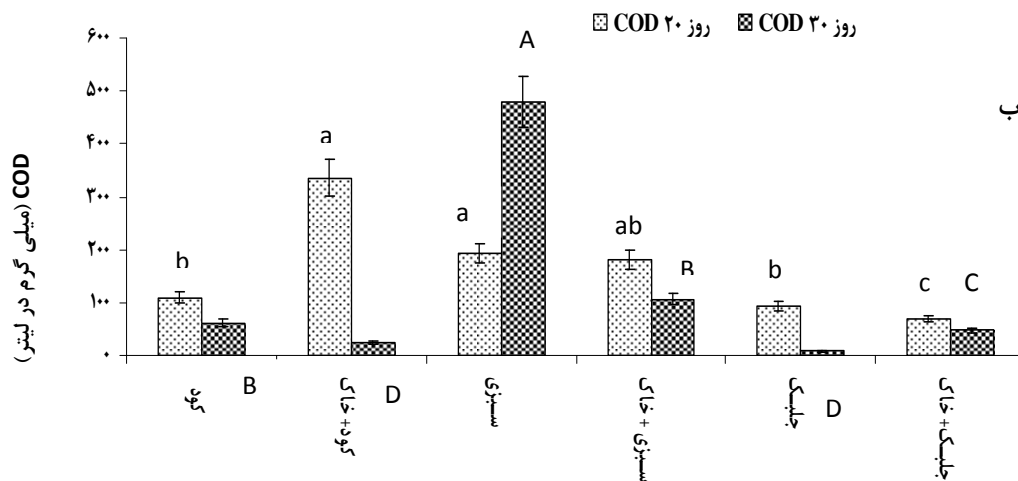 روز ۲۰ COD
روز ۳۰ COD
ب
COD (میلی گرم در لیتر)
۶۰۰
۵۰۰
۴۰۰
۳۰۰
۲۰۰
۱۰۰
۰
b
a
a
A
ab
B
b
c
C
B
D
D
کود
کود+خاک
سبزی
سبزی + خاک
جلبک
جلبک + خاک